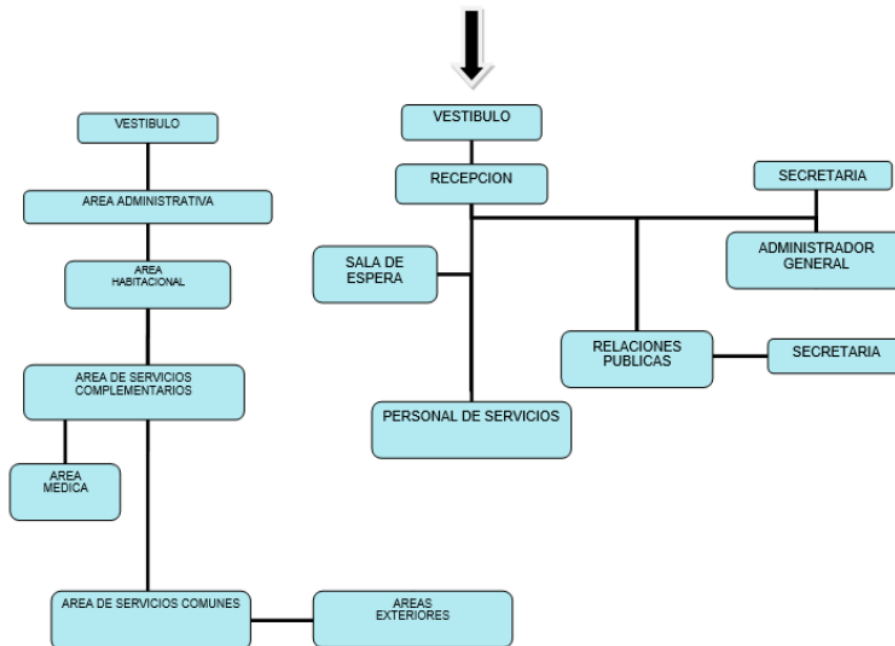 VESTIBULO
AREA ADMINISTRATIVA
AREA
HABITACIONAL
AREA DE SERVICIOS
COMPLEMENTARIOS
AREA
MEDICA
AREA DE SERVICIOS COMUNES
AREAS
EXTERIORES
VESTIBULO
RECEPCION
SALA DE
ESPERA
PERSONAL DE SERVICIOS
RELACIONES
PUBLICAS
SECRETARIA
SECRETARIA
ADMINISTRADOR
GENERAL